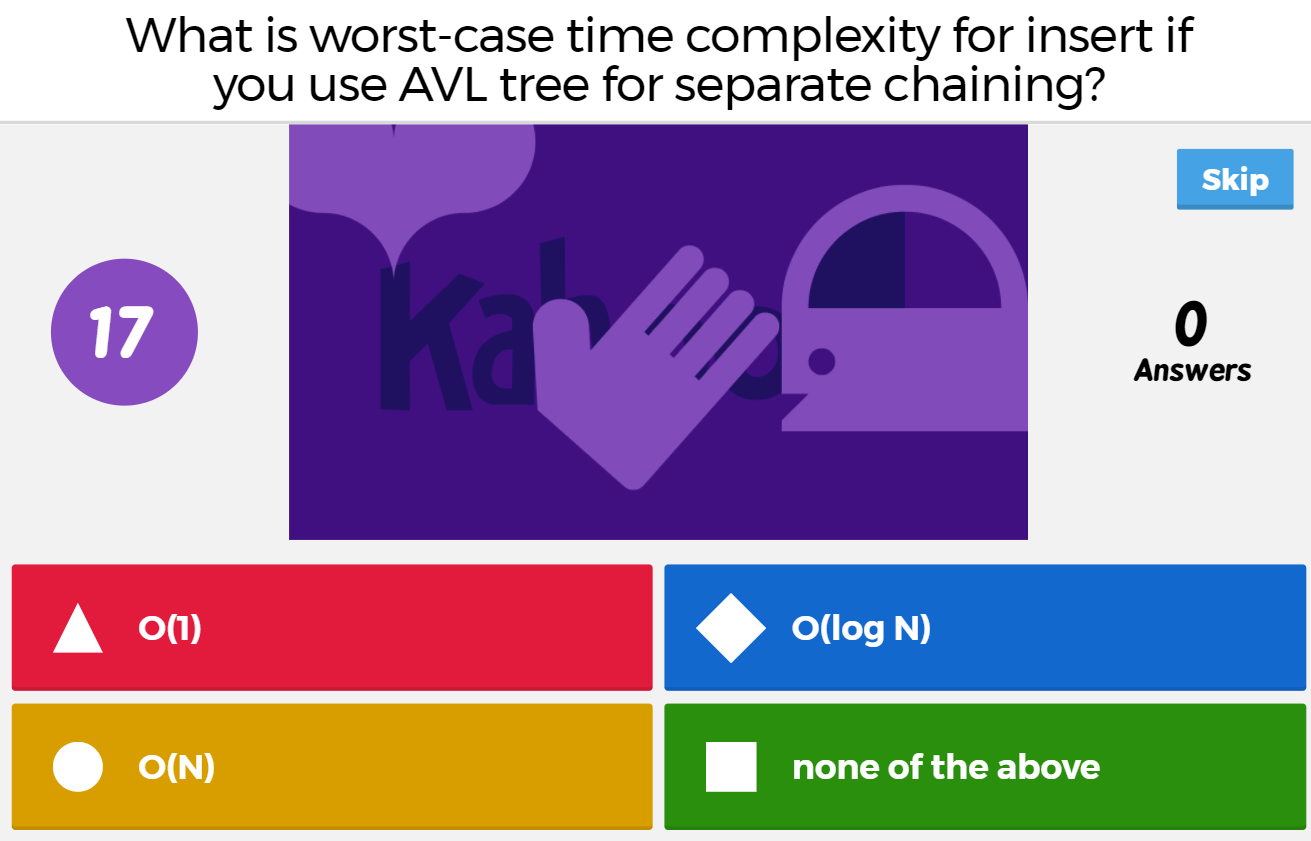 What is worst-case time complexity for insert if
you use AVL tree for separate chaining?
Skip
17
0
Answers
O(1)
O(log N)
O(N)
none of the above